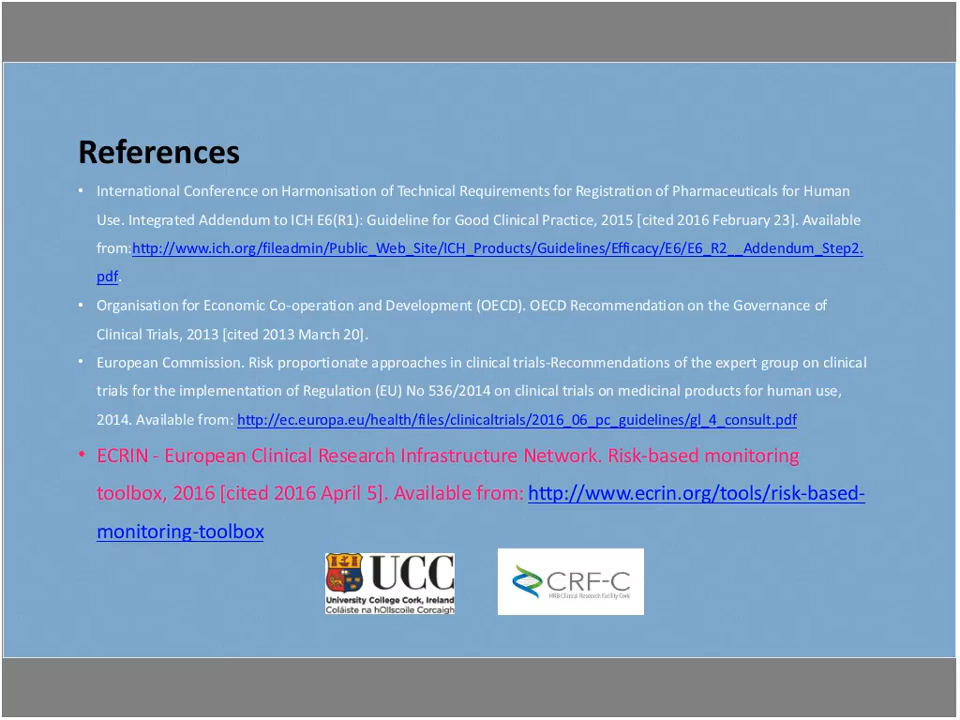 References
• International Conference on Harmonisation of Technical Requirements for Registration of Pharmaceuticals for Human
Use. Integrated Addendum to ICH E6(R1): Guideline for Good Clinical Practice, 2015 [cited 2016 February 23]. Available
from:http://www.ich.org/fileadmin/Public_Web_Site/ICH_Products/Guidelines/Efficacy/E6/E6_R2__Addendum_Step2.
pdf.
• Organisation for Economic Co-operation and Development (OECD). OECD Recommendation on the Governance of
Clinical Trials, 2013 [cited 2013 March 20].
• European Commission. Risk proportionate approaches in clinical trials-Recommendations of the expert group on clinical
trials for the implementation of Regulation (EU) No 536/2014 on clinical trials on medicinal products for human use,
2014. Available from: http://ec.europa.eu/health/files/clinicaltrials/2016_06_pc_guidelines/gl_4_consult.pdf
• ECRIN - European Clinical Research Infrastructure Network. Risk-based monitoring
toolbox, 2016 [cited 2016 April 5]. Available from: http://www.ecrin.org/tools/risk-based-
monitoring-toolbox
UCC
University College Cork, Ireland
Coláiste na hOllscoile Corcaigh
CRF-C
HRB Clinical Research Facility Cork